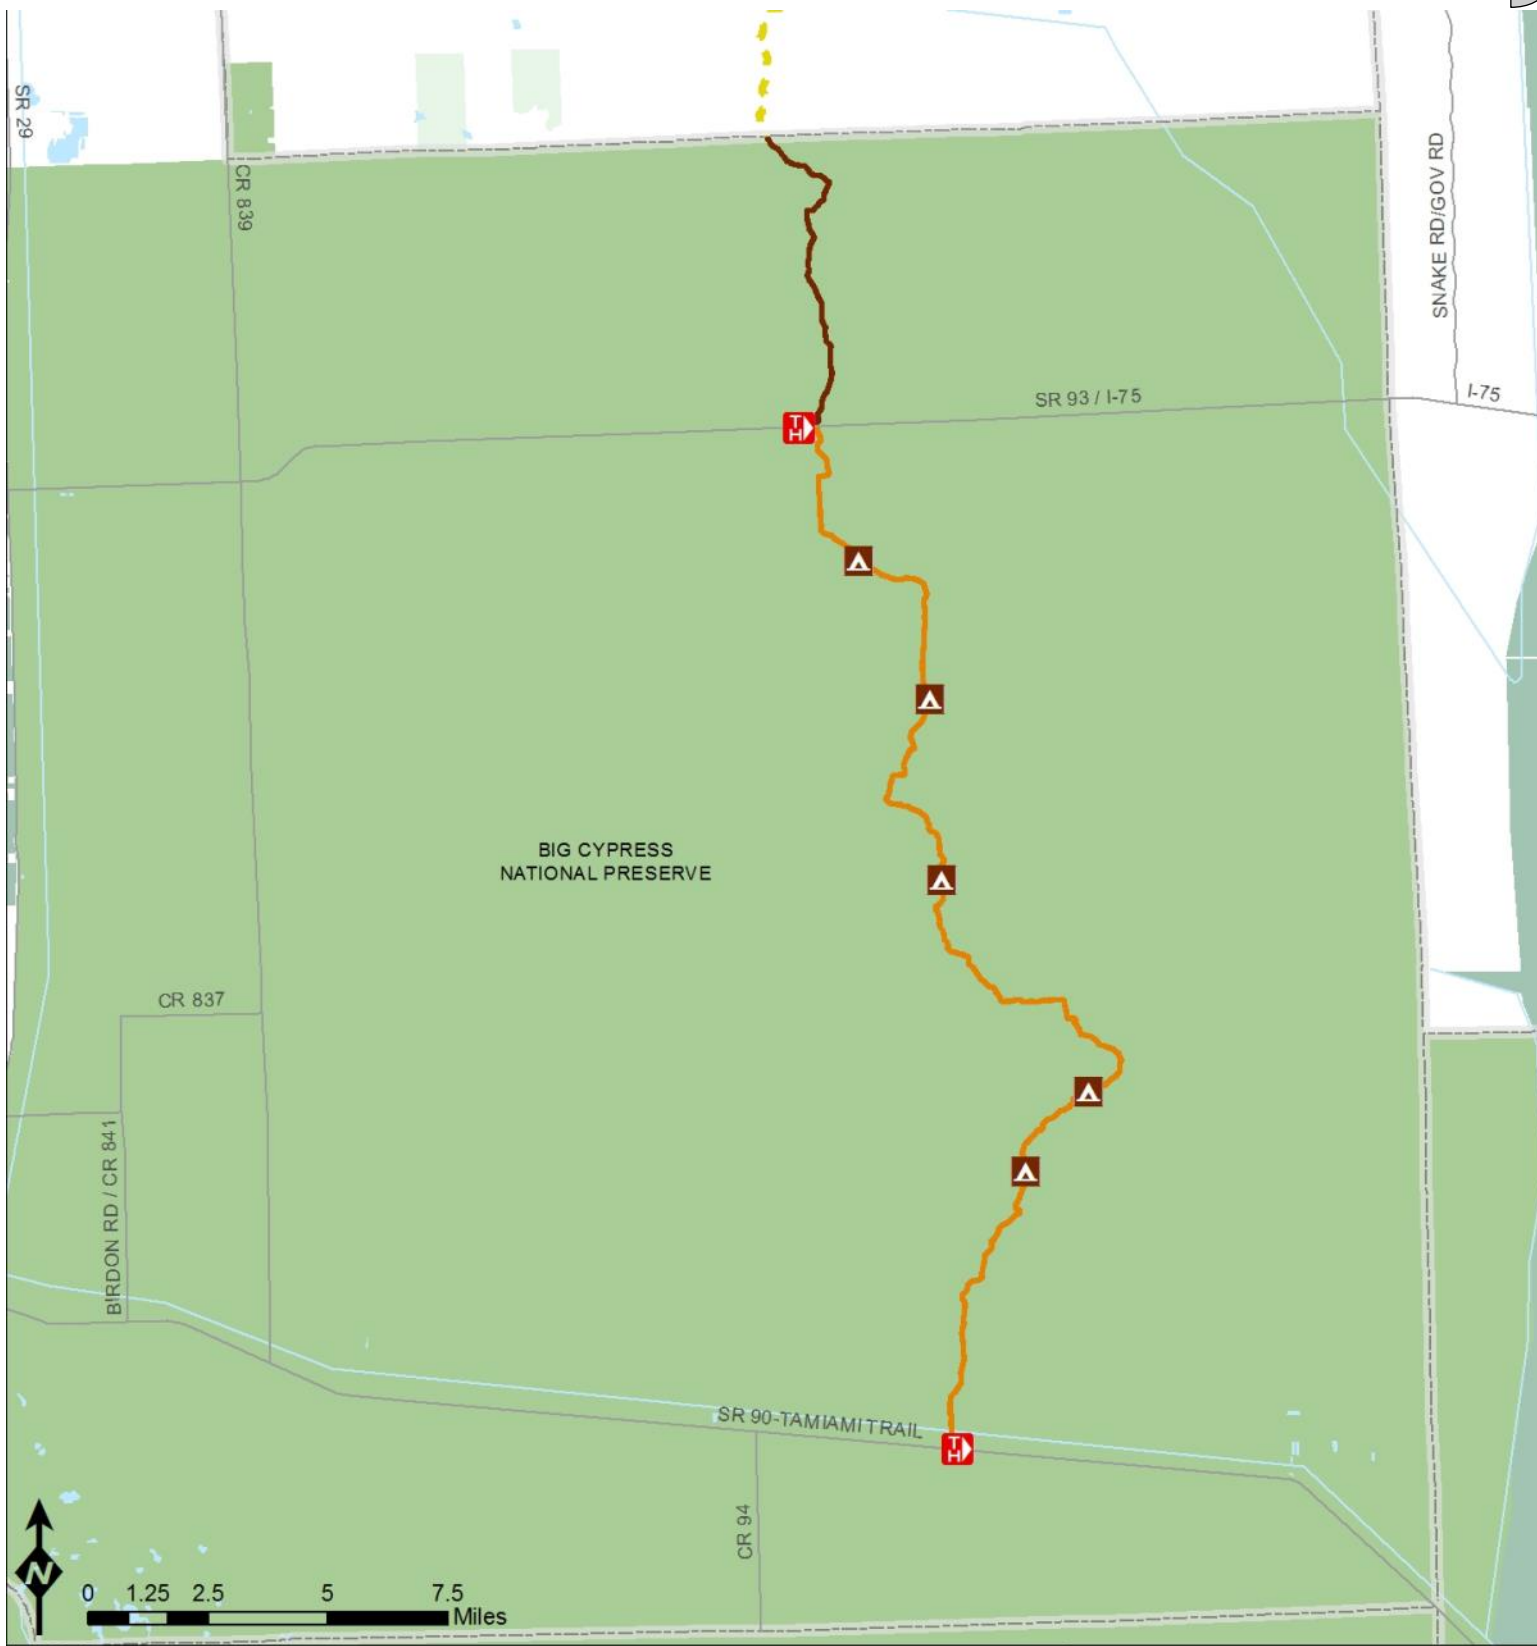 SR 29
CR 839
SNAKE RD/GOV RD
SR 93 / I-75
I-75
TH
BIG CYPRESS
NATIONAL PRESERVE
CR 837
BIRDON RD / CR 841
SR 90-TAMIAMI TRAIL
TH
CR 94
N
0 1.25 2.5 5 7.5
Miles